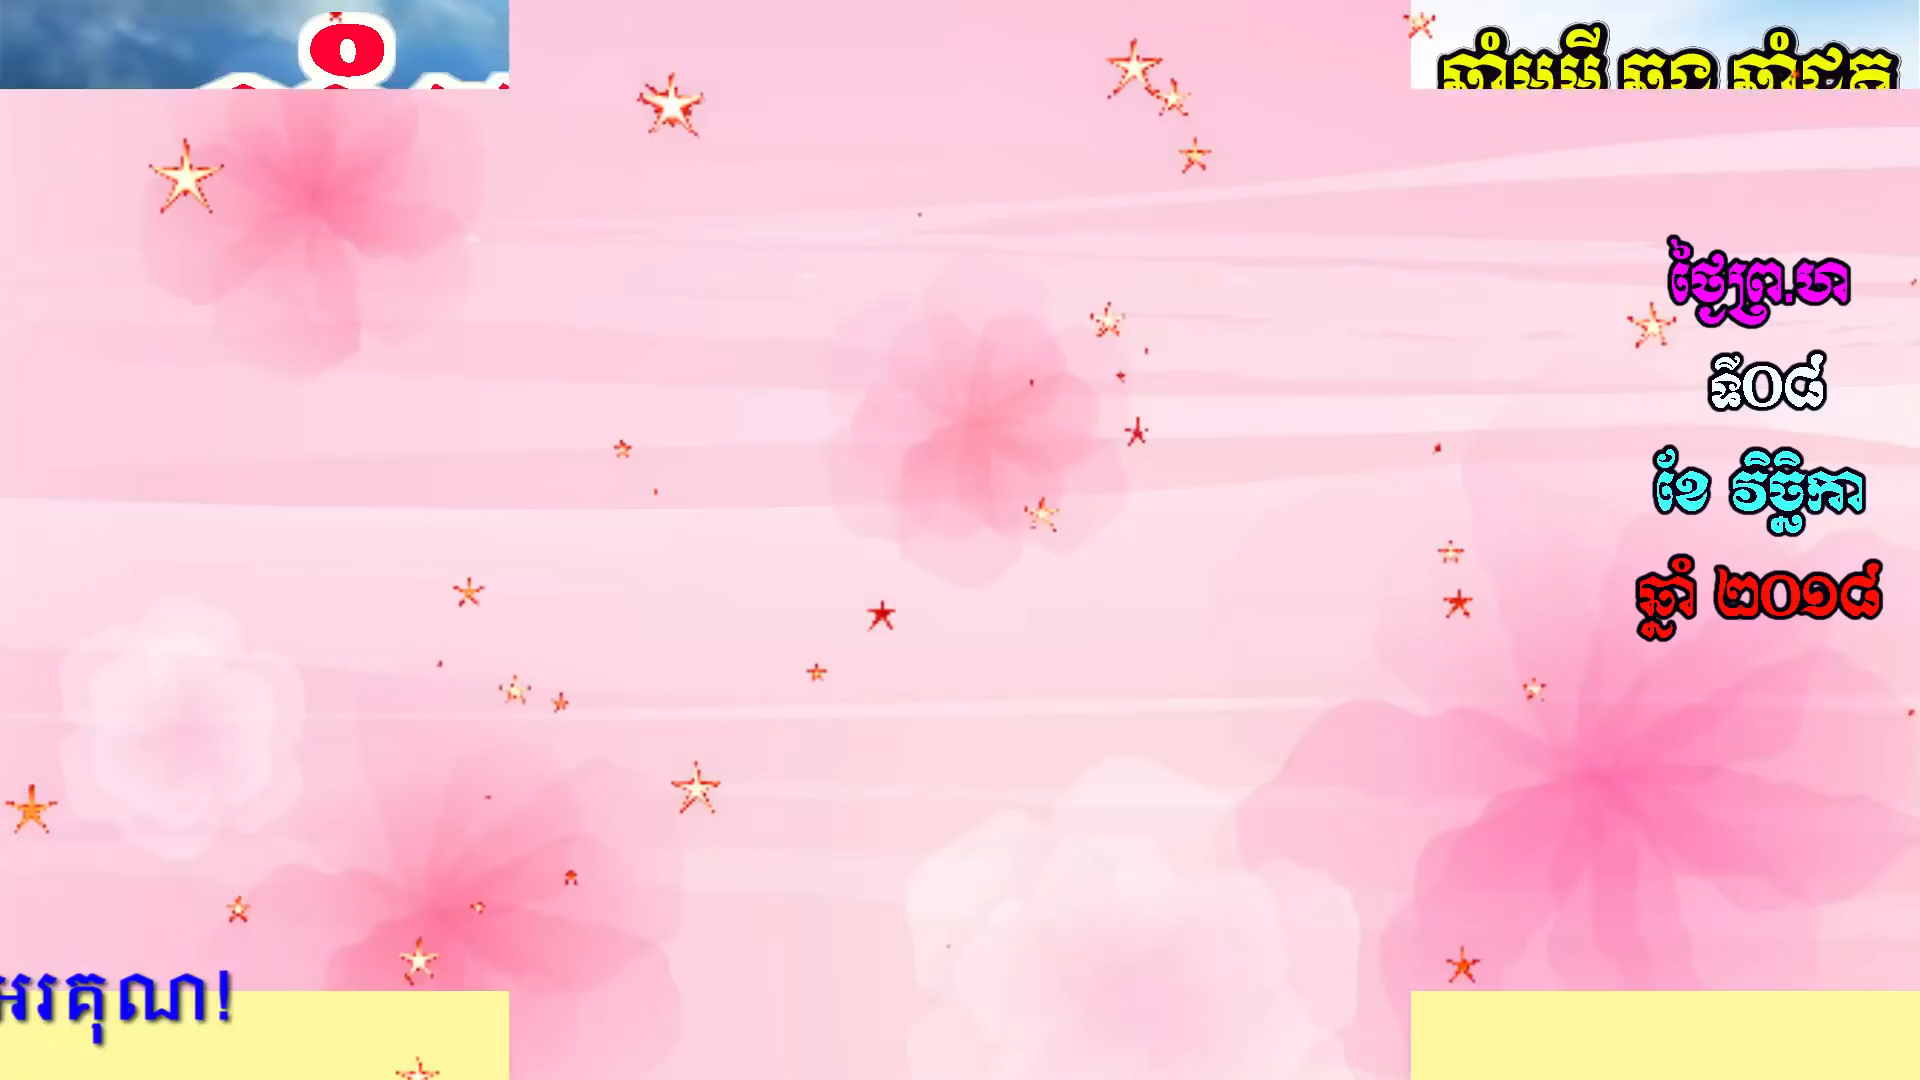 ថ្ងៃព្រ.ហ
ទី០៨
ខែ វិច្ឆិកា
ឆ្នាំ ២០១៨
អរគុណ!